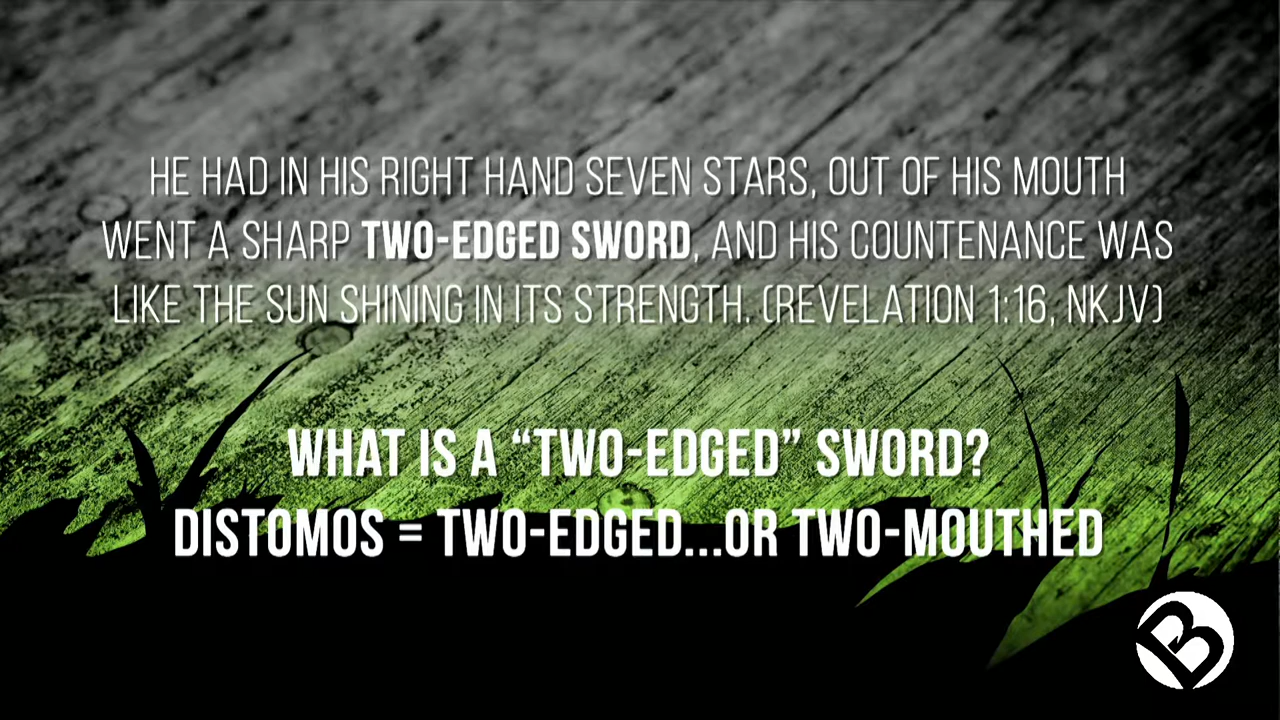 HE HAD IN HIS RIGHT HAND SEVEN STARS, OUT OF HIS MOUTH
WENT A SHARP TWO-EDGED SWORD, AND HIS COUNTENANCE WAS
LIKE THE SUN SHINING IN ITS STRENGTH. (REVELATION 1:16, NKJV)
WHAT IS A “TWO-EDGED” SWORD?
DISTOMOS = TWO-EDGED...OR TWO-MOUTHED
B